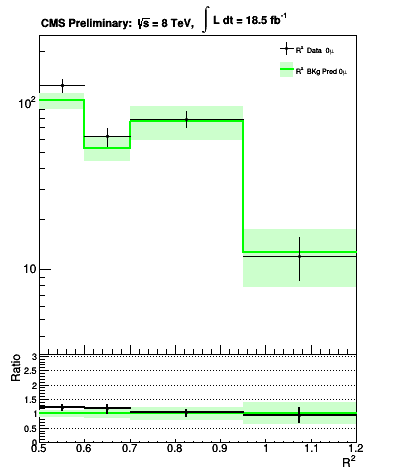 CMS Preliminary: √s = 8 TeV, ∫ L dt = 18.5 fb⁻¹
R² Data 0μ
R² BKg Pred 0μ
10²
10
Ratio
3
2.5
2
1.5
1
0.5
0
0.5 0.6 0.7 0.8 0.9 1 1.1 1.2
R²